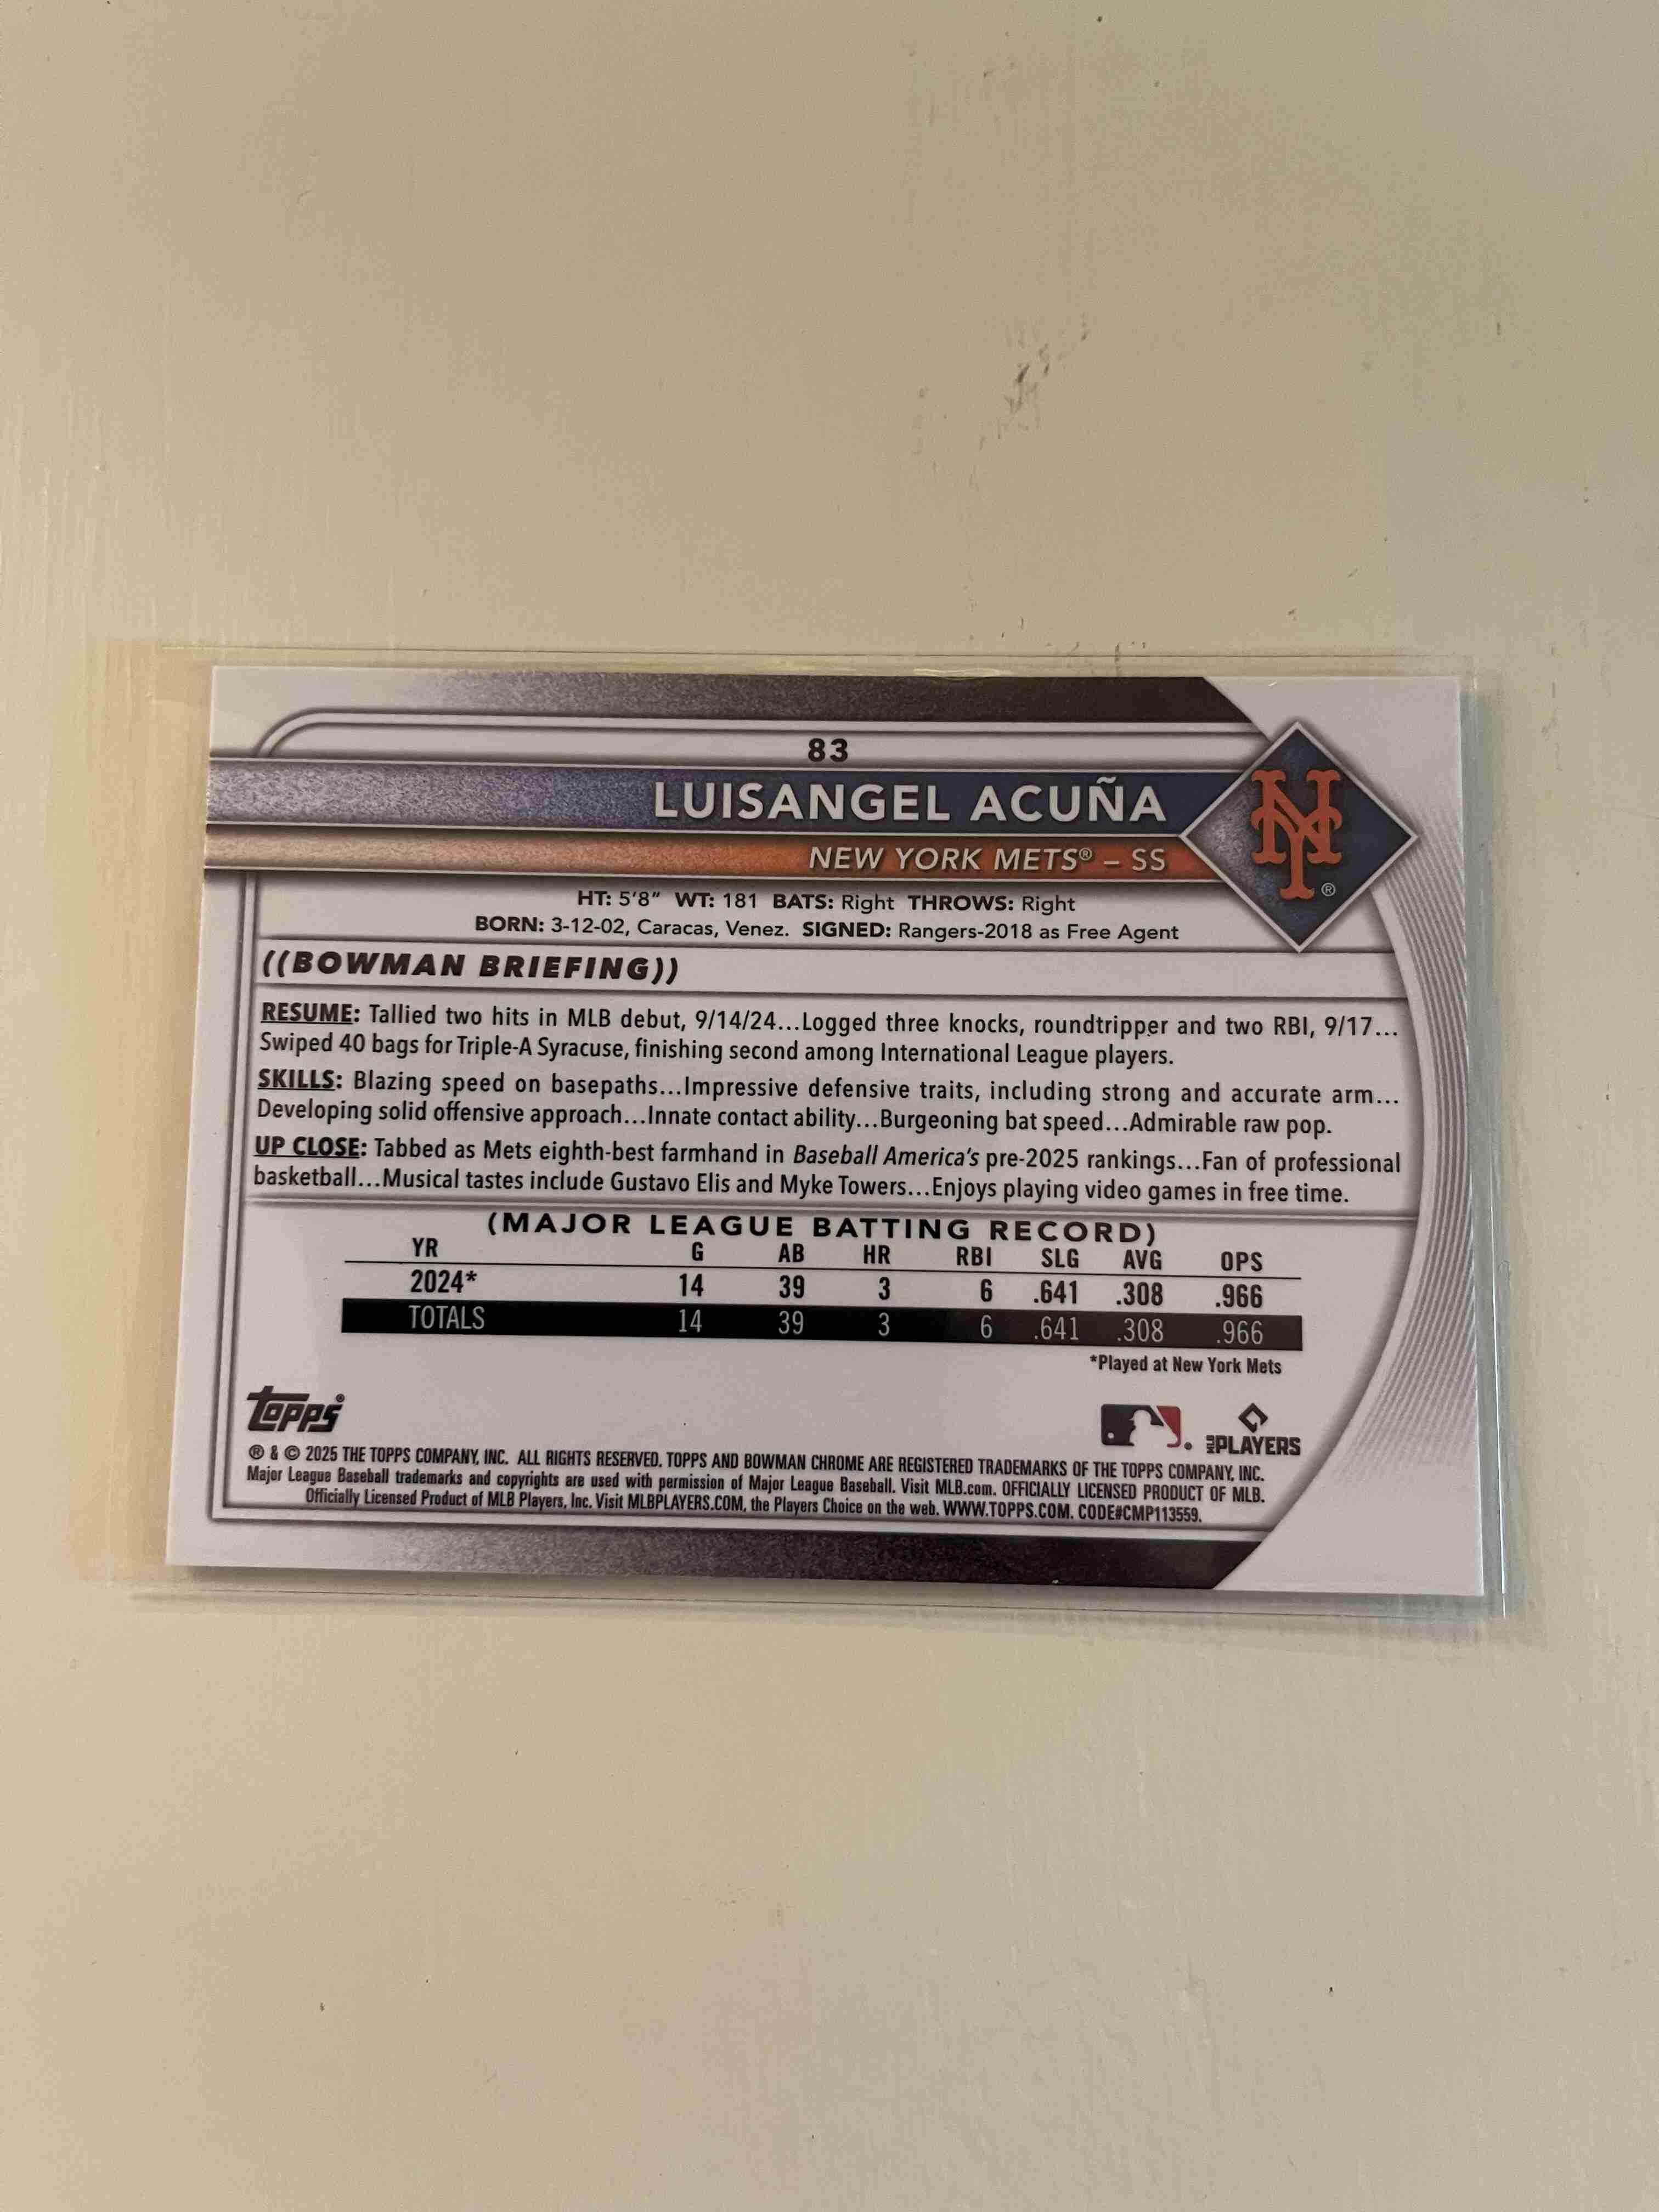 83
LUISANGEL ACUÑA
NEW YORK METS® – SS
NY
®
HT: 5'8" WT: 181 BATS: Right THROWS: Right
BORN: 3-12-02, Caracas, Venez. SIGNED: Rangers-2018 as Free Agent
((BOWMAN BRIEFING))
RESUME: Tallied two hits in MLB debut, 9/14/24...Logged three knocks, roundtripper and two RBI, 9/17...
Swiped 40 bags for Triple-A Syracuse, finishing second among International League players.
SKILLS: Blazing speed on basepaths...Impressive defensive traits, including strong and accurate arm...
Developing solid offensive approach...Innate contact ability...Burgeoning bat speed...Admirable raw pop.
UP CLOSE: Tabbed as Mets eighth-best farmhand in Baseball America's pre-2025 rankings...Fan of professional
basketball...Musical tastes include Gustavo Elis and Myke Towers...Enjoys playing video games in free time.
(MAJOR LEAGUE BATTING RECORD)
YR G AB HR RBI SLG AVG OPS
2024* 14 39 3 6 .641 .308 .966
TOTALS 14 39 3 6 .641 .308 .966
*Played at New York Mets
Topps®
MLB PLAYERS
® & © 2025 THE TOPPS COMPANY, INC. ALL RIGHTS RESERVED. TOPPS AND BOWMAN CHROME ARE REGISTERED TRADEMARKS OF THE TOPPS COMPANY, INC.
Major League Baseball trademarks and copyrights are used with permission of Major League Baseball. Visit MLB.com. OFFICIALLY LICENSED PRODUCT OF MLB.
Officially Licensed Product of MLB Players, Inc. Visit MLBPLAYERS.COM, the Players Choice on the web. WWW.TOPPS.COM. CODE#CMP113559.